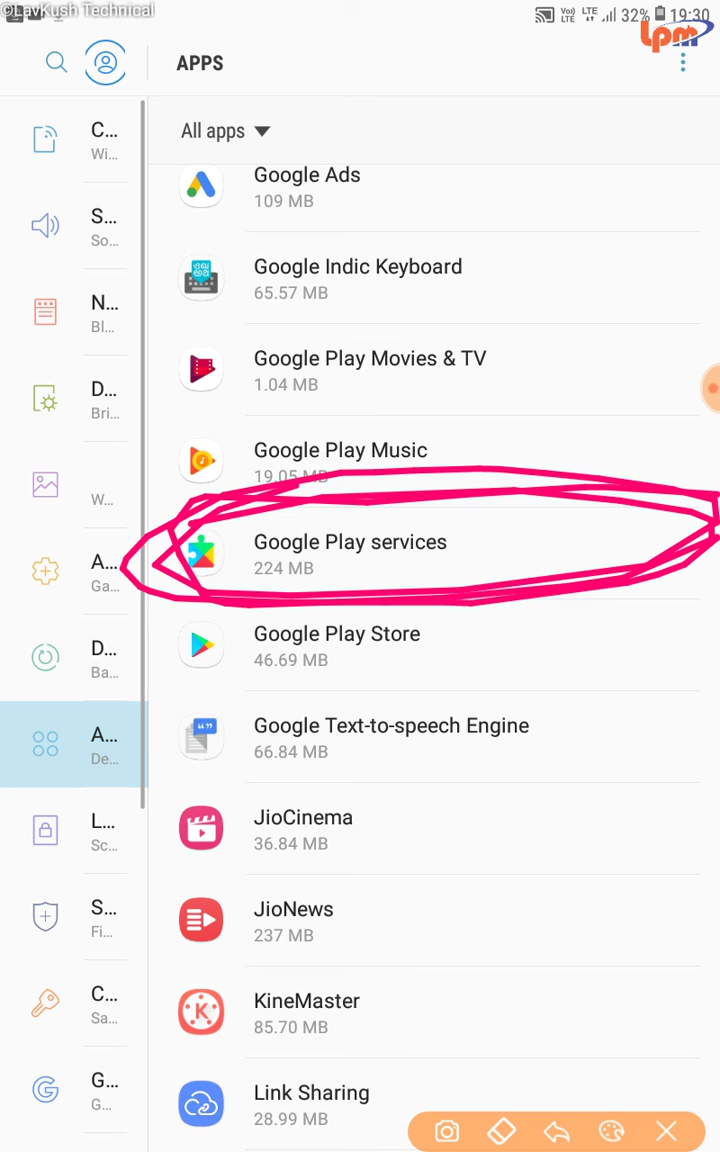 ©LavKush Technical
Vo) LTE LTE 32% 19:30
Lpm
APPS
All apps
C...
Wi...
S...
So...
N...
Bl...
D...
Bri...
W...
A...
Ga...
D...
Ba...
A...
De...
L...
Sc...
S...
Fi...
C...
Sa...
G...
G...
Google Ads
109 MB
Google Indic Keyboard
65.57 MB
Google Play Movies & TV
1.04 MB
Google Play Music
19.05 MB
Google Play services
224 MB
Google Play Store
46.69 MB
Google Text-to-speech Engine
66.84 MB
JioCinema
36.84 MB
JioNews
237 MB
KineMaster
85.70 MB
Link Sharing
28.99 MB